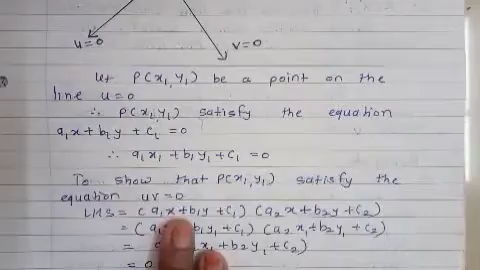 u=0
v=0
Let P(x₁,y₁) be a point on the
line u=0
∴ P(x₁,y₁) satisfy the equation
a₁x+b₁y+c₁=0
∴ a₁x₁+b₁y₁+c₁=0
To show that P(x₁,y₁) satisfy the
equation uv=0
LHS = (a₁x+b₁y+c₁) (a₂x+b₂y+c₂)
= (a₁ b₁y₁+c₁) (a₂x₁+b₂y₁+c₂)
= x₁+b₂y₁+c₂)
= 0